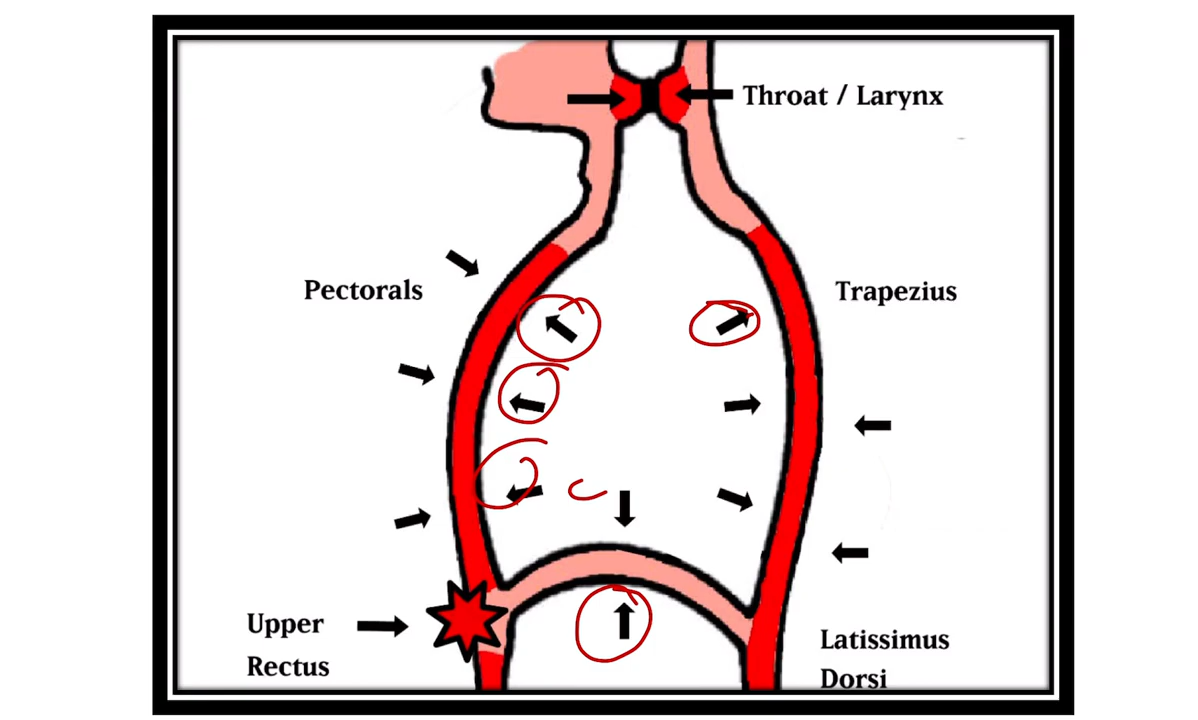 Throat / Larynx
Pectorals
Trapezius
Upper
Rectus
Latissimus
Dorsi